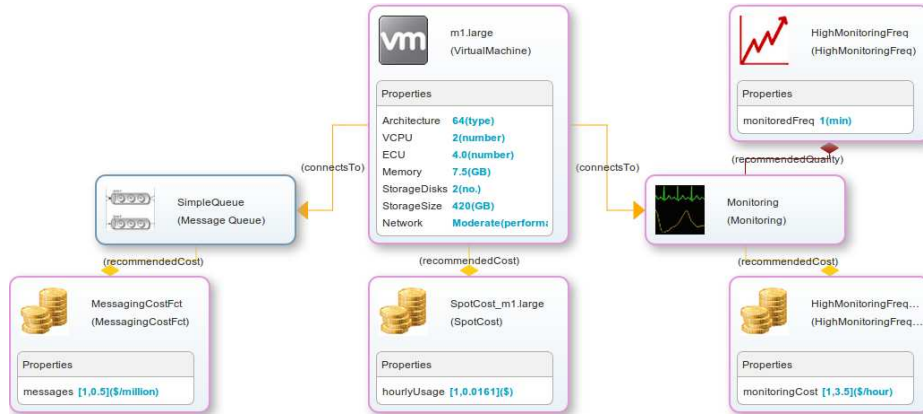 vm
m1.large
(VirtualMachine)
Properties
Architecture 64(type)
VCPU 2(number)
ECU 4.0(number)
Memory 7.5(GB)
StorageDisks 2(no.)
StorageSize 420(GB)
Network Moderate(performa
HighMonitoringFreq
(HighMonitoringFreq)
Properties
monitoredFreq 1(min)
(connectsTo)
(connectsTo)
(recommendedQuality)
SimpleQueue
(Message Queue)
Monitoring
(Monitoring)
(recommendedCost)
(recommendedCost)
(recommendedCost)
MessagingCostFct
(MessagingCostFct)
Properties
messages [1,0.5]($/million)
SpotCost_m1.large
(SpotCost)
Properties
hourlyUsage [1,0.0161]($)
HighMonitoringFreq...
(HighMonitoringFreq...
Properties
monitoringCost [1,3.5]($/hour)